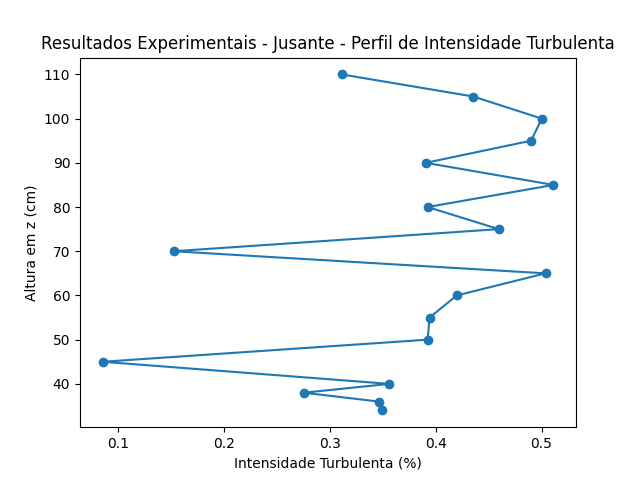 Resultados Experimentais - Jusante - Perfil de Intensidade Turbulenta
110
100
90
80
70
60
50
40
Altura em z (cm)
0.1 0.2 0.3 0.4 0.5
Intensidade Turbulenta (%)